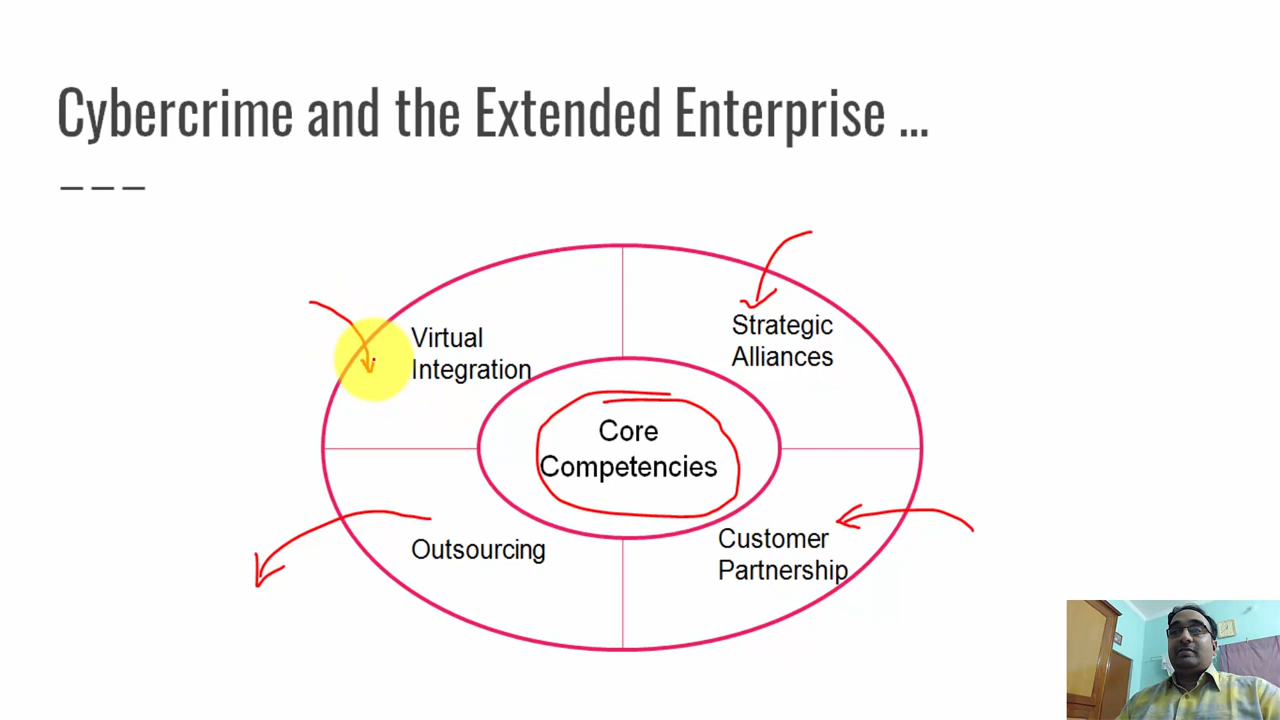 Cybercrime and the Extended Enterprise ...
Virtual
Integration
Strategic
Alliances
Core
Competencies
Outsourcing
Customer
Partnership